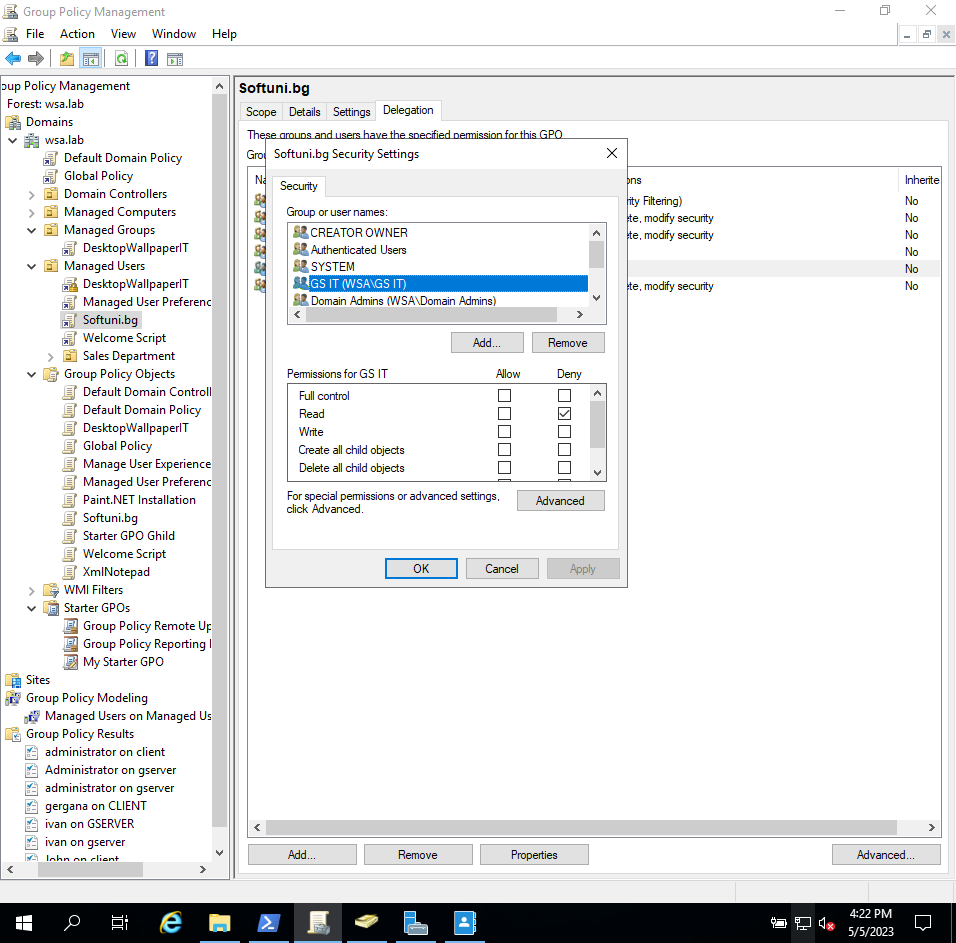 Group Policy Management
File Action View Window Help
oup Policy Management
Forest: wsa.lab
Domains
wsa.lab
Default Domain Policy
Global Policy
Domain Controllers
Managed Computers
Managed Groups
DesktopWallpaperIT
Managed Users
DesktopWallpaperIT
Managed User Preferenc
Softuni.bg
Welcome Script
Sales Department
Group Policy Objects
Default Domain Controll
Default Domain Policy
DesktopWallpaperIT
Global Policy
Manage User Experience
Managed User Preferenc
Paint.NET Installation
Softuni.bg
Starter GPO Ghild
Welcome Script
XmlNotepad
WMI Filters
Starter GPOs
Group Policy Remote Up
Group Policy Reporting
My Starter GPO
Sites
Group Policy Modeling
Managed Users on Managed Us
Group Policy Results
administrator on client
Administrator on gserver
administrator on gserver
gergana on CLIENT
ivan on GSERVER
ivan on gserver
John on client
Softuni.bg
Scope Details Settings Delegation
These groups and users have the specified permission for this GPO
Grou
Na
ons Inherite
rity Filtering) No
ete, modify security No
ete, modify security No
No
No
ete, modify security No
Softuni.bg Security Settings
Security
Group or user names:
CREATOR OWNER
Authenticated Users
SYSTEM
GS IT (WSA\GS IT)
Domain Admins (WSA\Domain Admins)
Add... Remove
Permissions for GS IT Allow Deny
Full control
Read
Write
Create all child objects
Delete all child objects
For special permissions or advanced settings,
click Advanced.
Advanced
OK Cancel Apply
Add... Remove Properties Advanced...
4:22 PM
5/5/2023